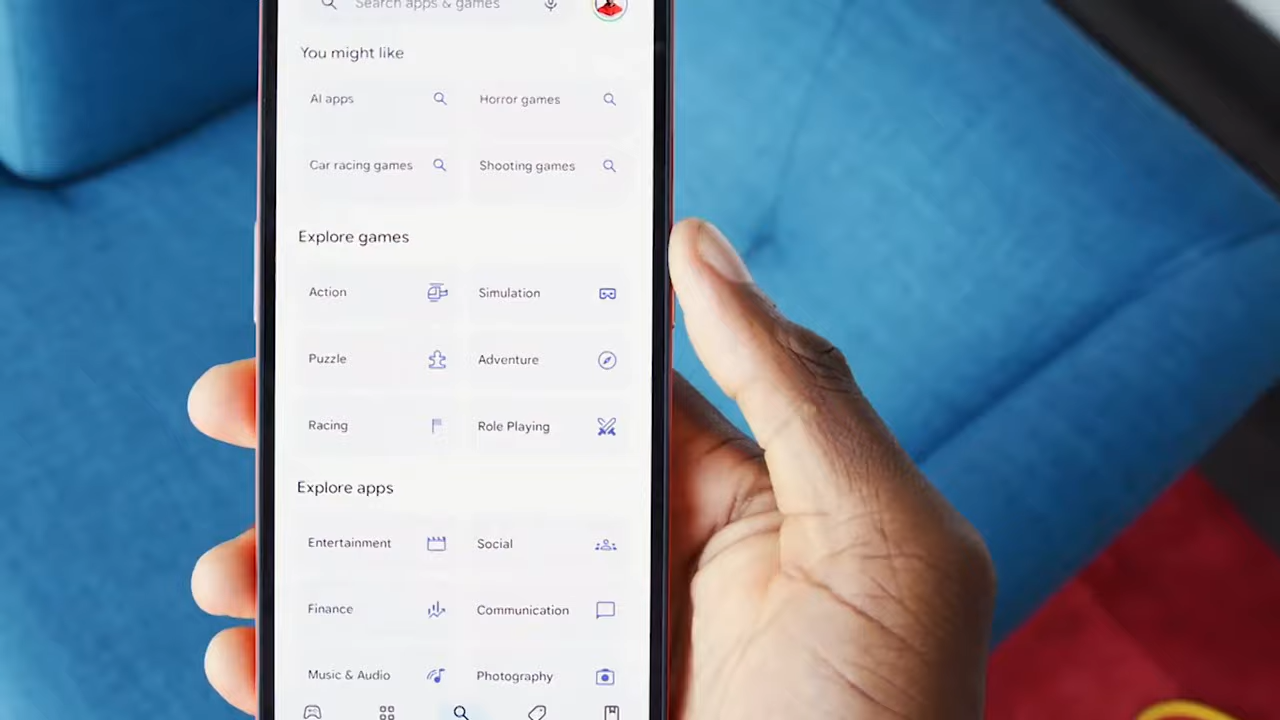 Search apps & games
You might like
AI apps
Horror games
Car racing games
Shooting games
Explore games
Action
Simulation
Puzzle
Adventure
Racing
Role Playing
Explore apps
Entertainment
Social
Finance
Communication
Music & Audio
Photography